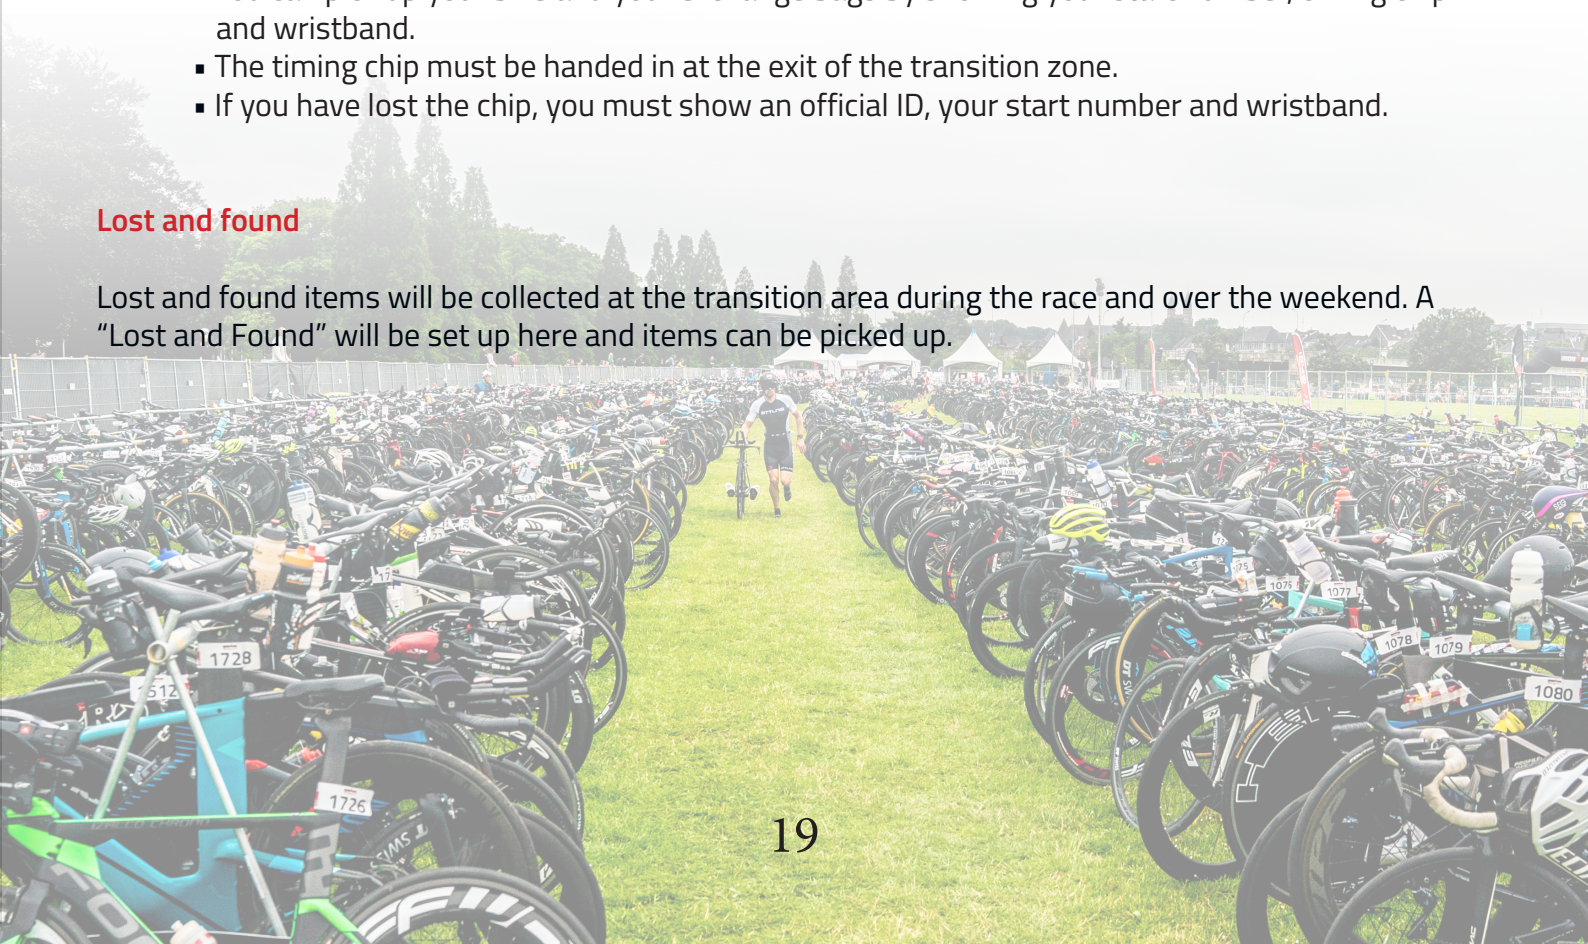 and wristband.
▪ The timing chip must be handed in at the exit of the transition zone.
▪ If you have lost the chip, you must show an official ID, your start number and wristband.
Lost and found
Lost and found items will be collected at the transition area during the race and over the weekend. A
“Lost and Found” will be set up here and items can be picked up.
1075
1077
1078
1079
1080
1728
1726
19